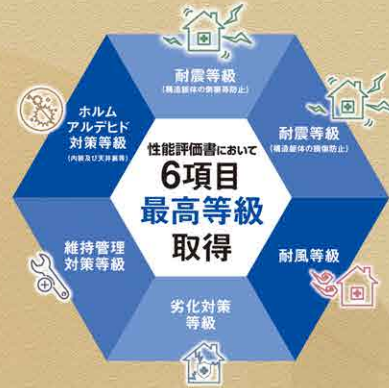 耐震等級
(構造躯体の倒壊等防止)
耐震等級
(構造躯体の損傷防止)
耐風等級
劣化対策
等級
維持管理
対策等級
ホルム
アルデヒド
対策等級
(内装及び天井裏等)
性能評価書において
6項目
最高等級
取得